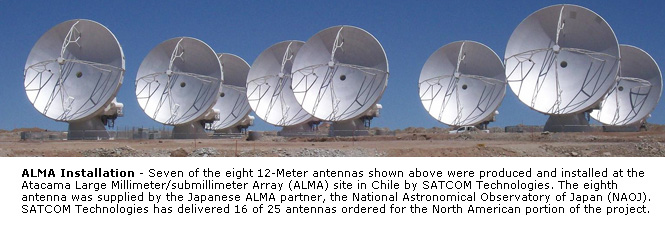 ALMA Installation - Seven of the eight 12-Meter antennas shown above were produced and installed at the
Atacama Large Millimeter/submillimeter Array (ALMA) site in Chile by SATCOM Technologies. The eighth
antenna was supplied by the Japanese ALMA partner, the National Astronomical Observatory of Japan (NAOJ).
SATCOM Technologies has delivered 16 of 25 antennas ordered for the North American portion of the project.